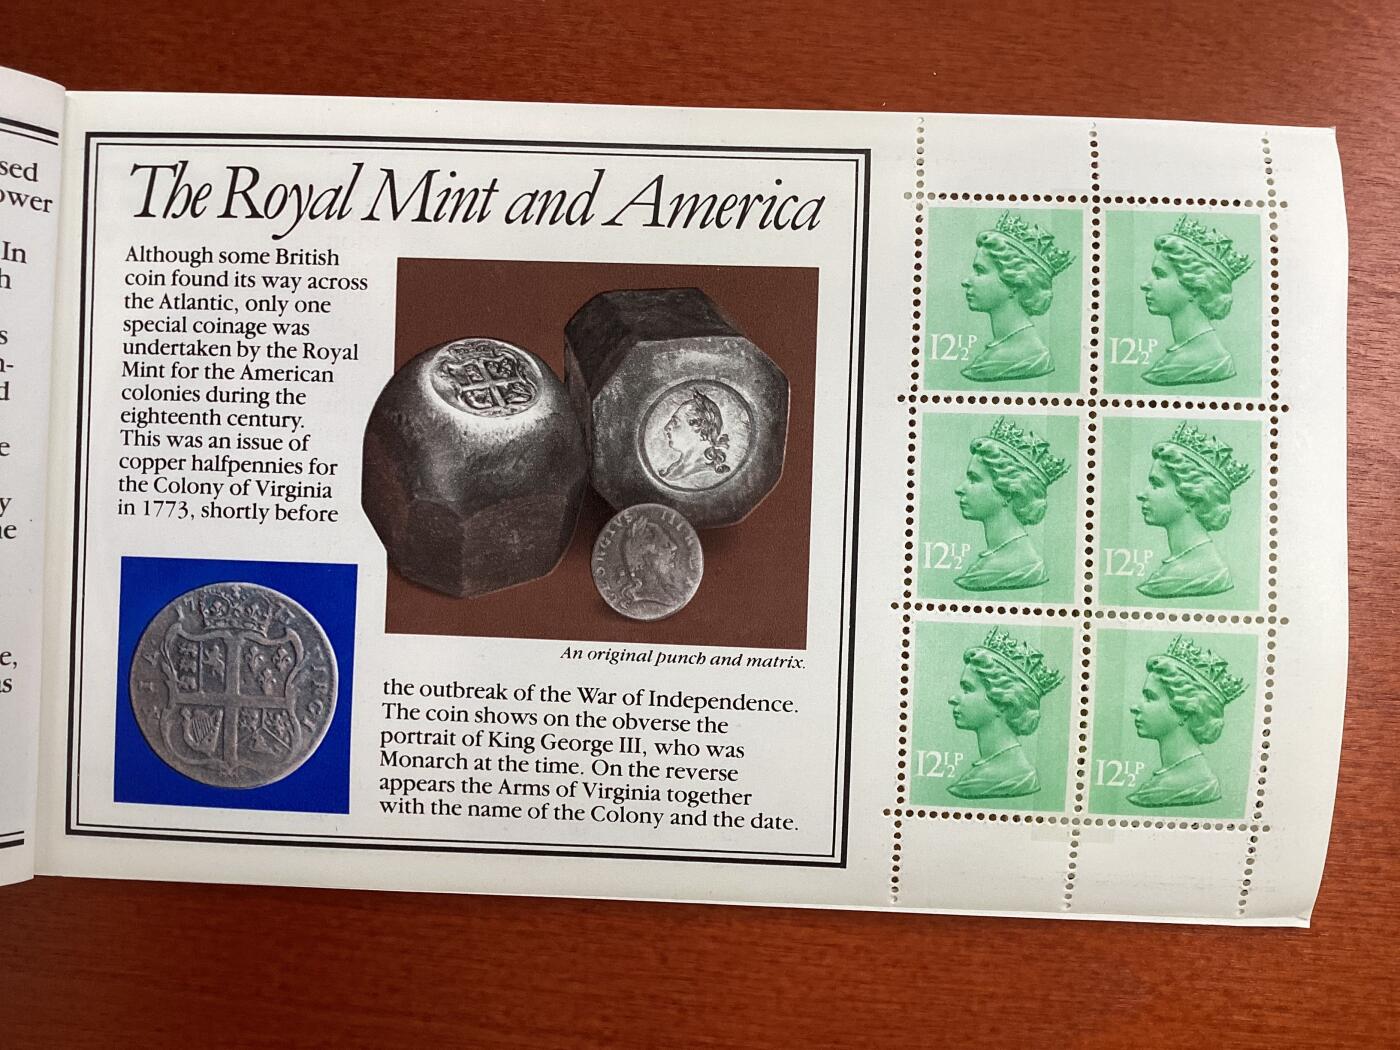 sed
ower
In
h
s
n-
d
e
y
ne
e,
as
The Royal Mint and America
Although some British
coin found its way across
the Atlantic, only one
special coinage was
undertaken by the Royal
Mint for the American
colonies during the
eighteenth century.
This was an issue of
copper halfpennies for
the Colony of Virginia
in 1773, shortly before
An original punch and matrix.
the outbreak of the War of Independence.
The coin shows on the obverse the
portrait of King George III, who was
Monarch at the time. On the reverse
appears the Arms of Virginia together
with the name of the Colony and the date.
12½P
12½P
12½P
12½P
12½P
12½P